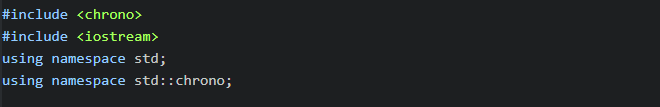 #include <chrono>
#include <iostream>
using namespace std;
using namespace std::chrono;